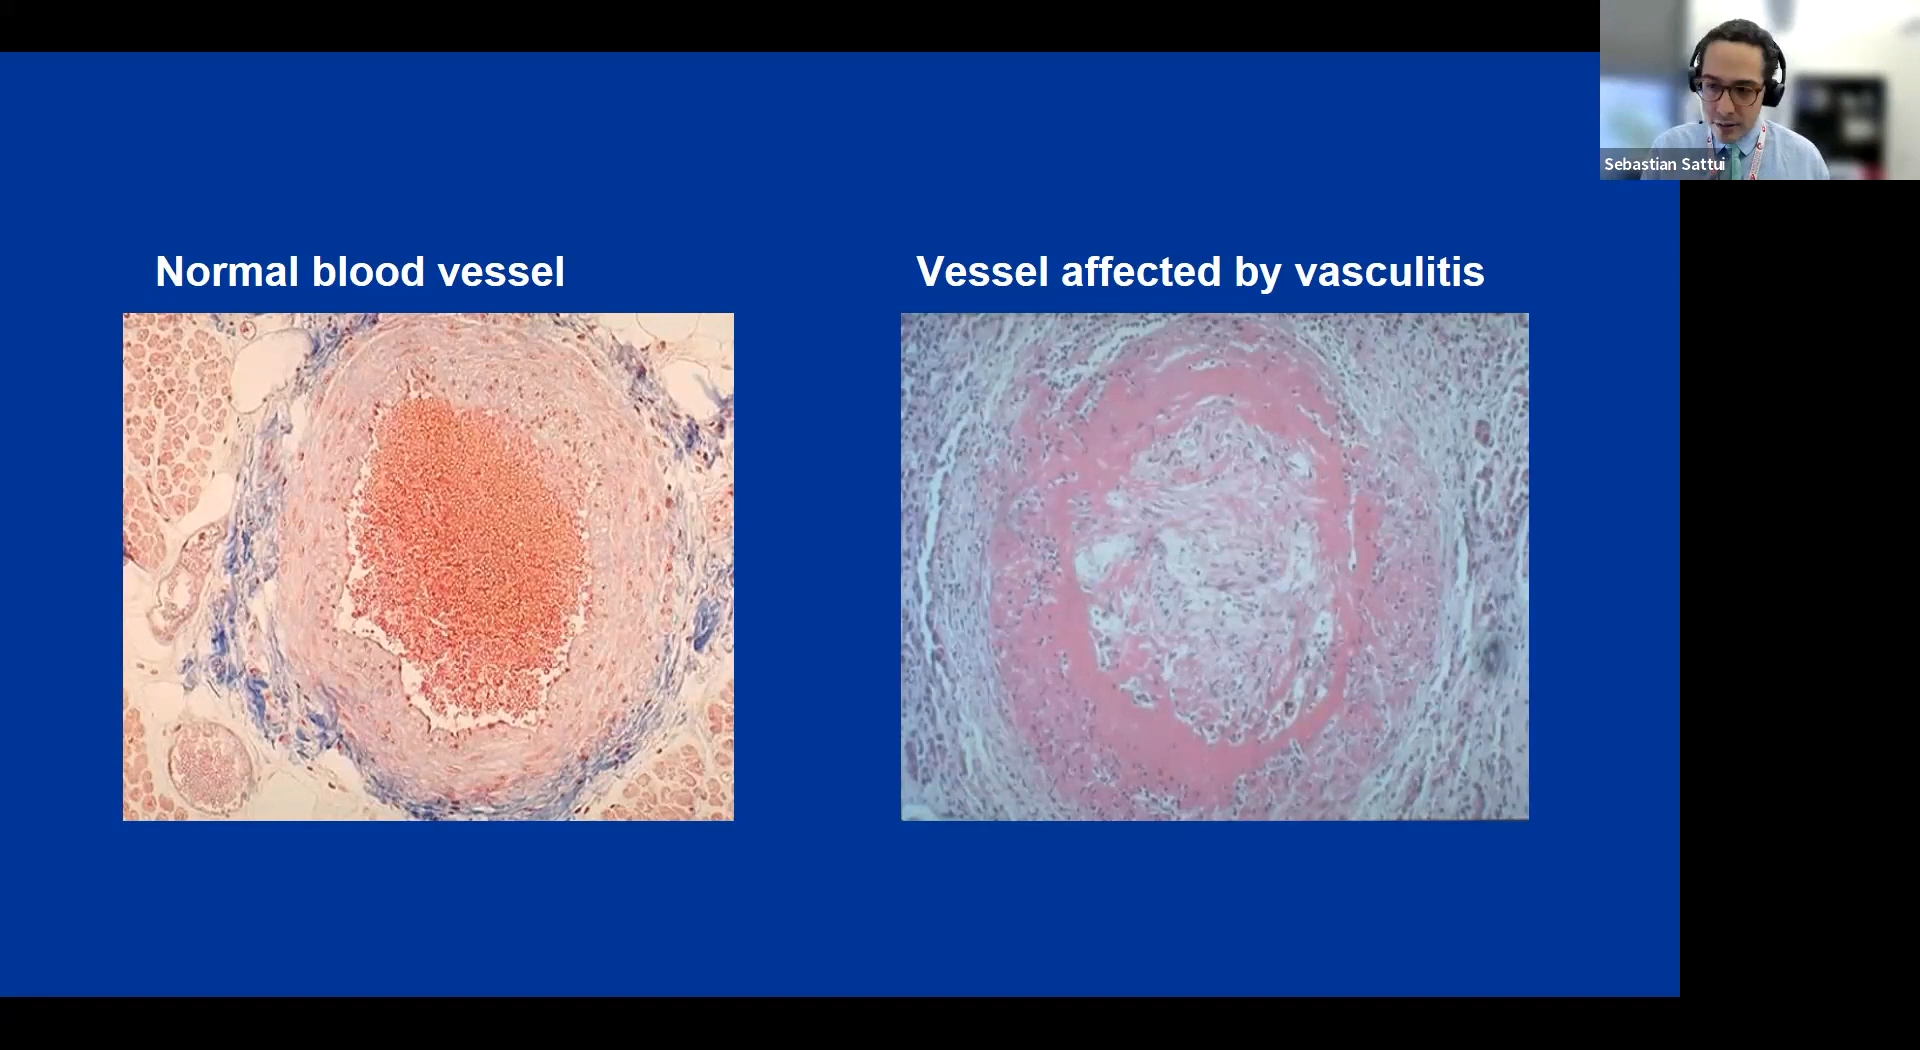 Sebastian Sattui
Normal blood vessel
Vessel affected by vasculitis